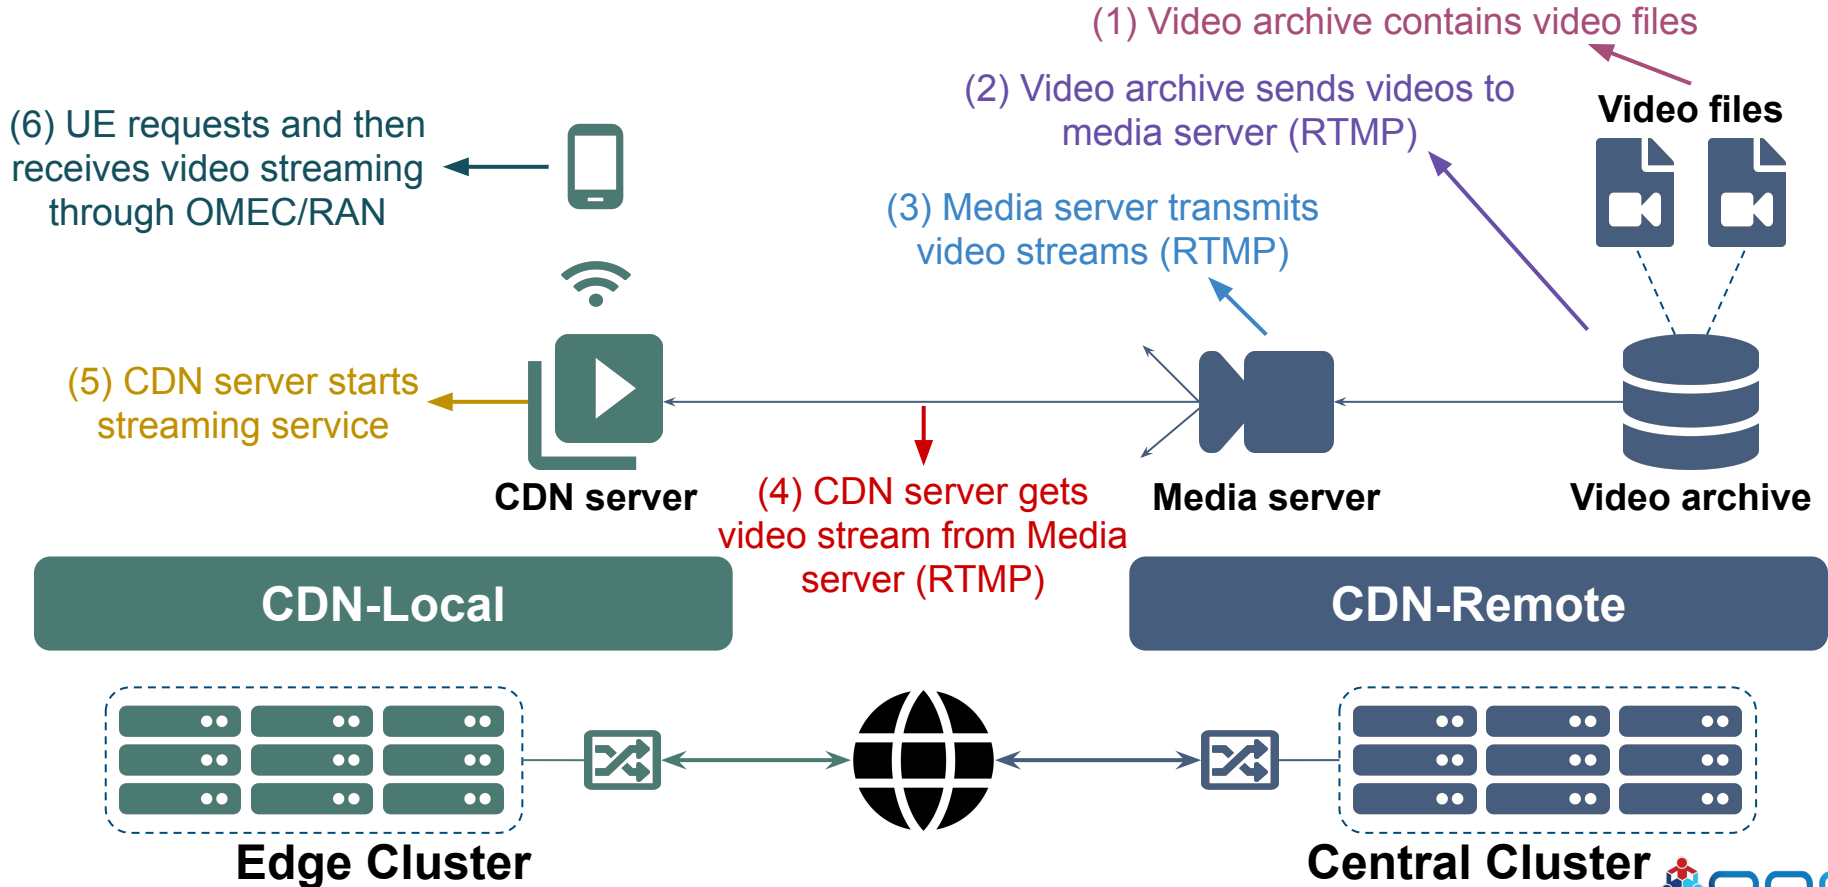 (1) Video archive contains video files
(2) Video archive sends videos to
media server (RTMP)
Video files
(6) UE requests and then
receives video streaming
through OMEC/RAN
(3) Media server transmits
video streams (RTMP)
(5) CDN server starts
streaming service
CDN server
(4) CDN server gets
video stream from Media
server (RTMP)
Media server
Video archive
CDN-Local
CDN-Remote
Edge Cluster
Central Cluster